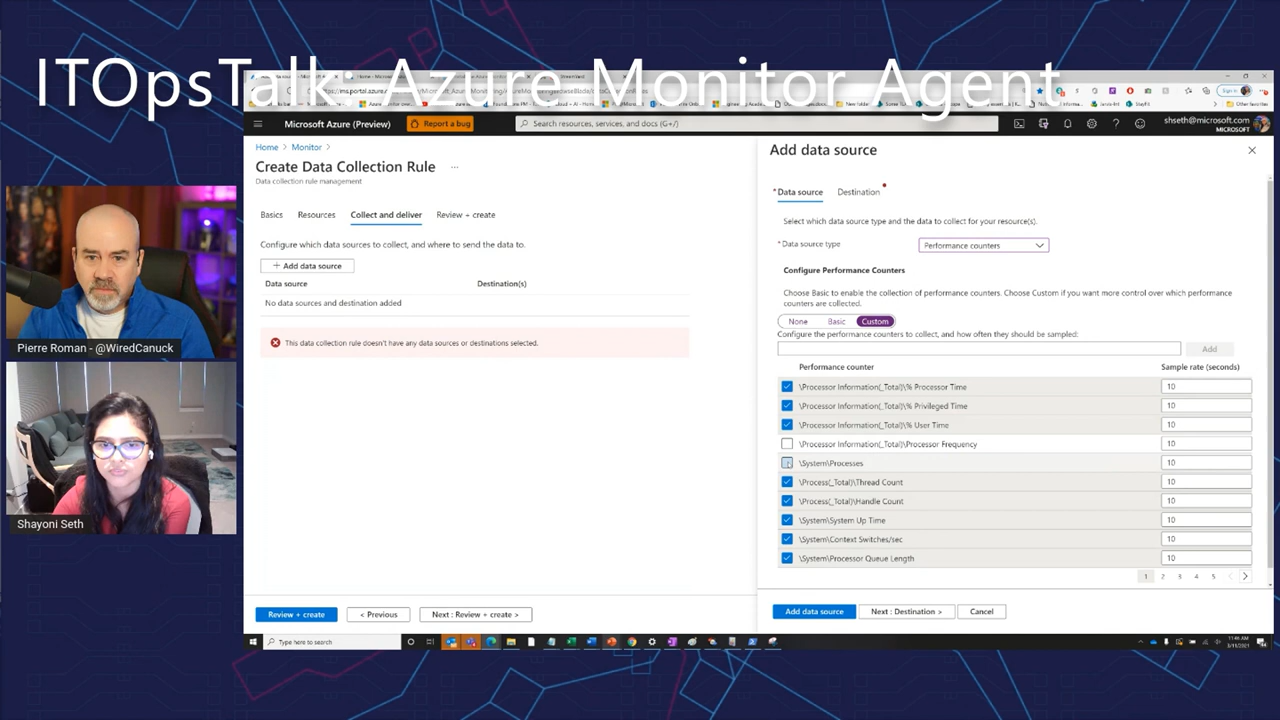 ITOpsTalk: Azure Monitor Agent
Microsoft Azure (Preview)
Report a bug
Search resources, services, and docs (G+/)
shseth@microsoft.com
MICROSOFT
Home > Monitor >
Create Data Collection Rule ...
Data collection rule management
Basics Resources Collect and deliver Review + create
Configure which data sources to collect, and where to send the data to.
+ Add data source
Data source Destination(s)
No data sources and destination added
This data collection rule doesn't have any data sources or destinations selected.
Review + create < Previous Next : Review + create >
Add data source
* Data source Destination
Select which data source type and the data to collect for your resource(s).
* Data source type Performance counters
Configure Performance Counters
Choose Basic to enable the collection of performance counters. Choose Custom if you want more control over which performance
counters are collected.
None Basic Custom
Configure the performance counters to collect, and how often they should be sampled:
Add
Performance counter Sample rate (seconds)
\Processor Information(_Total)\% Processor Time 10
\Processor Information(_Total)\% Privileged Time 10
\Processor Information(_Total)\% User Time 10
\Processor Information(_Total)\Processor Frequency 10
\System\Processes 10
\Process(_Total)\Thread Count 10
\Process(_Total)\Handle Count 10
\System\System Up Time 10
\System\Context Switches/sec 10
\System\Processor Queue Length 10
1 2 3 4 5 < >
Add data source Next : Destination > Cancel
Pierre Roman - @WiredCanuck
Shayoni Seth
Type here to search
11:46 AM
3/11/2021